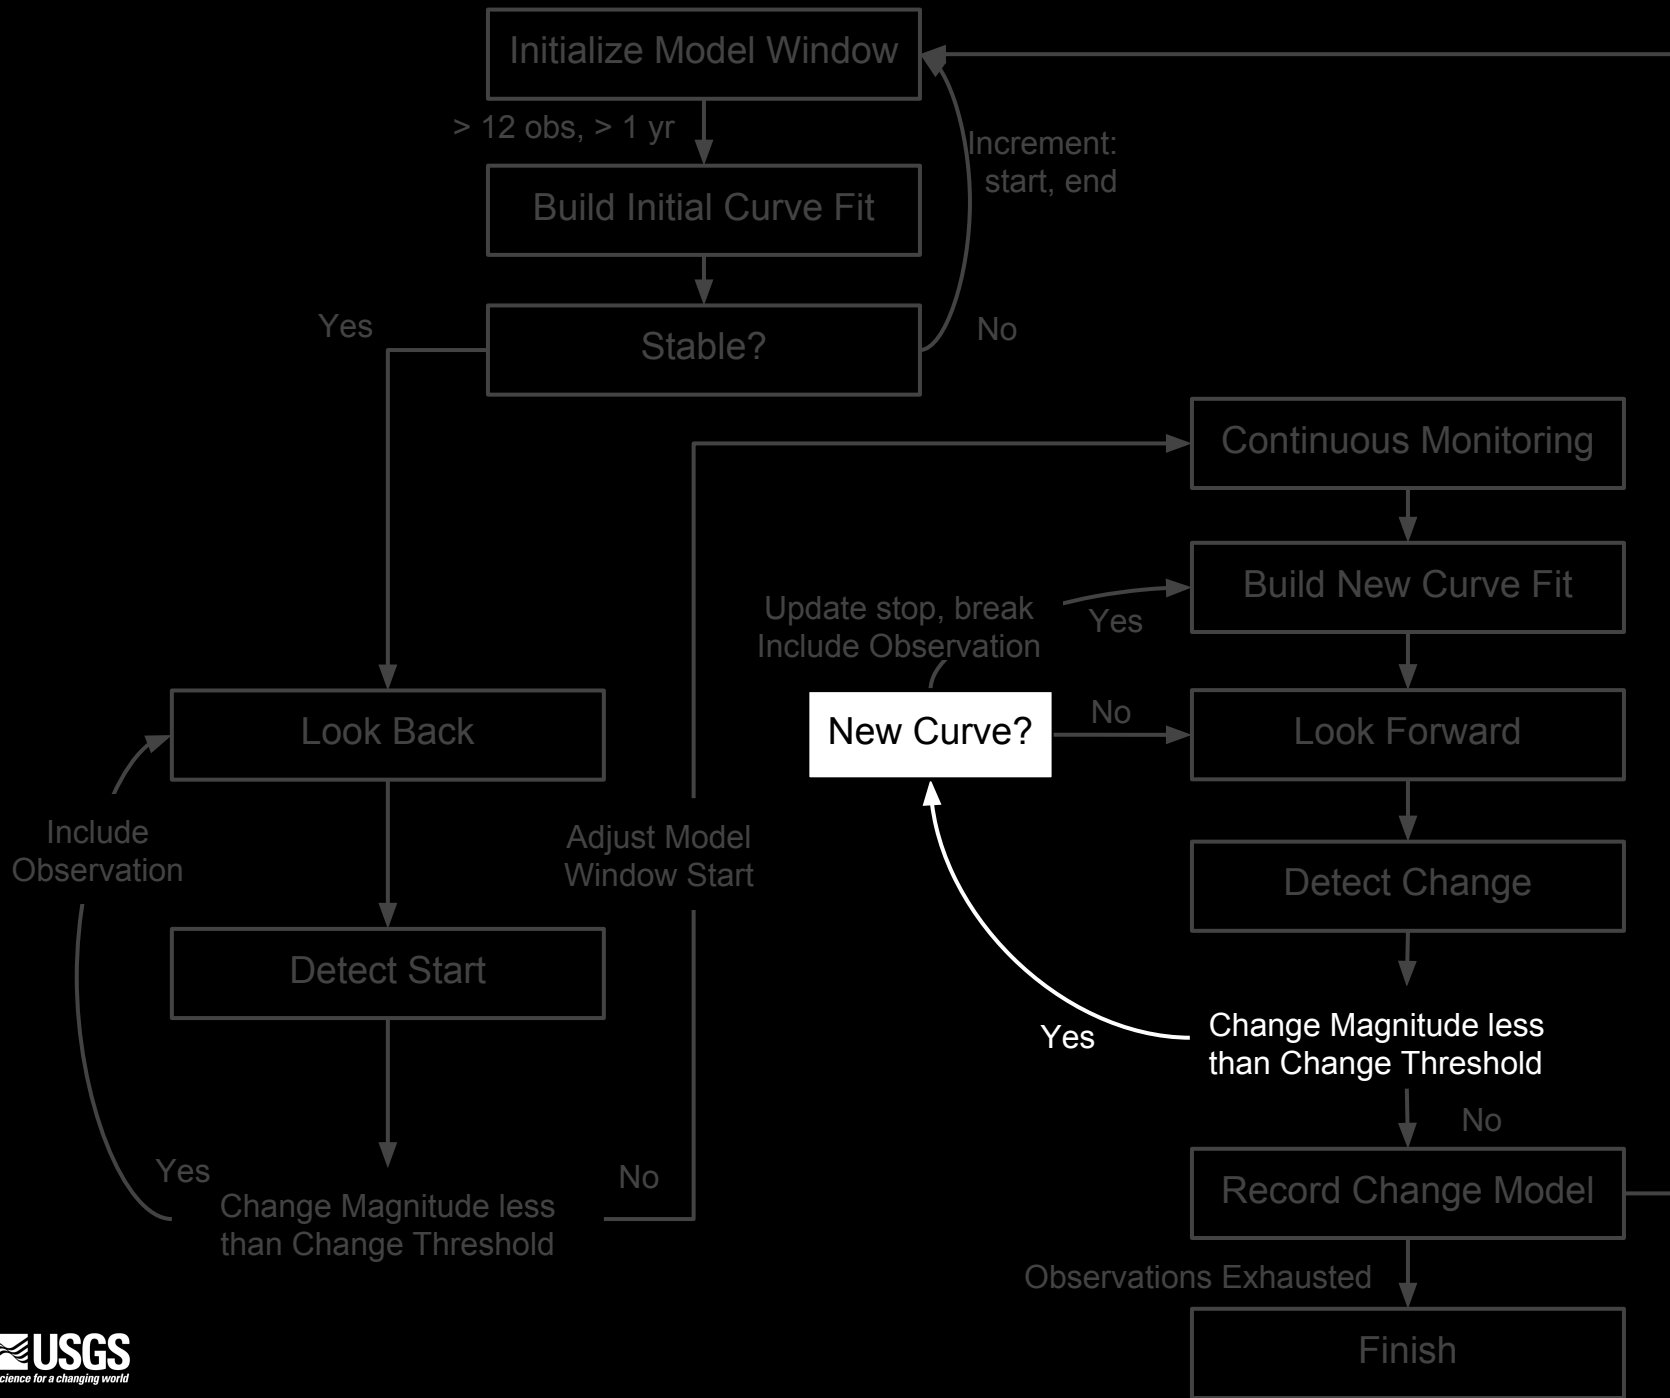 Initialize Model Window
> 12 obs, > 1 yr
Increment:
start, end
Build Initial Curve Fit
Yes
Stable?
No
Continuous Monitoring
Build New Curve Fit
Update stop, break
Include Observation
Yes
Look Back
New Curve?
No
Look Forward
Include
Observation
Adjust Model
Window Start
Detect Change
Detect Start
Yes
Change Magnitude less
than Change Threshold
No
Yes
No
Change Magnitude less
than Change Threshold
Record Change Model
Observations Exhausted
Finish
USGS
science for a changing world